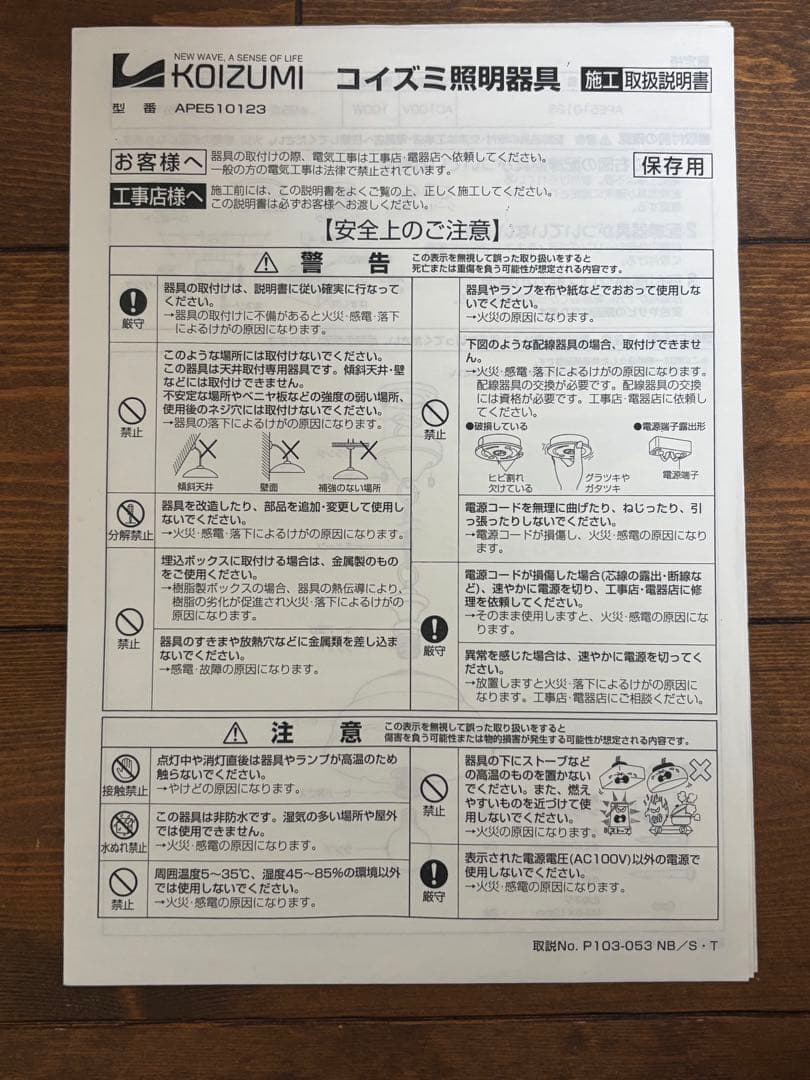 NEW WAVE, A SENSE OF LIFE
KOIZUMI
コイズミ照明器具
施工 取扱説明書
型 番 APE510123
お客様へ
器具の取付けの際、電気工事は工事店・電器店へ依頼してください。
一般の方の電気工事は法律で禁止されています。
保存用
工事店様へ
施工前には、この説明書をよくご覧の上、正しく施工してください。
この説明書は必ずお客様へお渡しください。
【安全上のご注意】
警 告
この表示を無視して誤った取り扱いをすると
死亡または重傷を負う可能性が想定される内容です。
厳守
器具の取付けは、説明書に従い確実に行なって
ください。
→器具の取付けに不備があると火災・感電・落下
によるけがの原因になります。
禁止
このような場所には取付けないでください。
この器具は天井取付専用器具です。傾斜天井・壁
などには取付けできません。
不安定な場所やベニヤ板などの強度の弱い場所、
使用後のネジ穴には取付けないでください。
→器具の落下によるけがの原因になります。
傾斜天井
壁面
補強のない場所
分解禁止
器具を改造したり、部品を追加・変更して使用し
ないでください。
→火災・感電・落下によるけがの原因になります。
禁止
埋込ボックスに取付ける場合は、金属製のもの
をご使用ください。
→樹脂製ボックスの場合、器具の熱伝導により、
樹脂の劣化が促進され火災・落下によるけがの
原因になります。
器具のすきまや放熱穴などに金属類を差し込ま
ないでください。
→感電・故障の原因になります。
禁止
器具やランプを布や紙などでおおって使用しな
いでください。
→火災の原因になります。
下図のような配線器具の場合、取付けできませ
ん。
→火災・感電・落下によるけがの原因になります。
配線器具の交換が必要です。配線器具の交換
には資格が必要です。工事店・電器店に依頼し
てください。
●破損している
●電源端子露出形
ヒビ割れ
欠けている
グラツキや
ガタツキ
電源端子
電源コードを無理に曲げたり、ねじったり、引
っ張ったりしないでください。
→電源コードが損傷し、火災・感電の原因になり
ます。
厳守
電源コードが損傷した場合(芯線の露出・断線な
ど)、速やかに電源を切り、工事店・電器店に修
理を依頼してください。
→そのまま使用しますと、火災・感電の原因にな
ります。
異常を感じた場合は、速やかに電源を切ってく
ださい。
→放置しますと火災・落下によるけがの原因に
なります。工事店・電器店にご相談ください。
注 意
この表示を無視して誤った取り扱いをすると
傷害を負う可能性または物的損害が発生する可能性が想定される内容です。
接触禁止
点灯中や消灯直後は器具やランプが高温のため
触らないでください。
→やけどの原因になります。
水ぬれ禁止
この器具は非防水です。湿気の多い場所や屋外
では使用できません。
→火災・感電の原因になります。
禁止
周囲温度5～35℃、湿度45～85%の環境以外
では使用しないでください。
→火災・感電の原因になります。
禁止
器具の下にストーブなど
の高温のものを置かない
でください。また、燃え
やすいものを近づけて使
用しないでください。
→火災の原因になります。
ストーブ
厳守
表示された電源電圧(AC100V)以外の電源で
使用しないでください。
→火災・感電の原因になります。
取説No. P103-053 NB／S・T